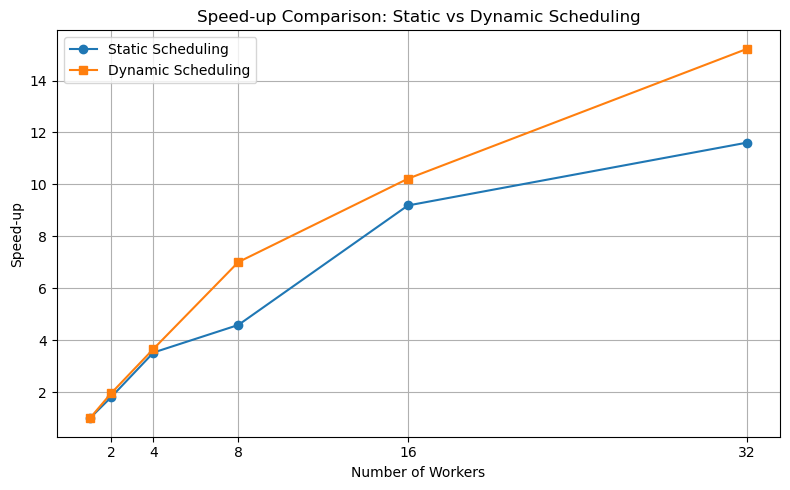 Speed-up Comparison: Static vs Dynamic Scheduling
Static Scheduling
Dynamic Scheduling
14
12
10
8
6
4
2
Speed-up
2 4 8 16 32
Number of Workers